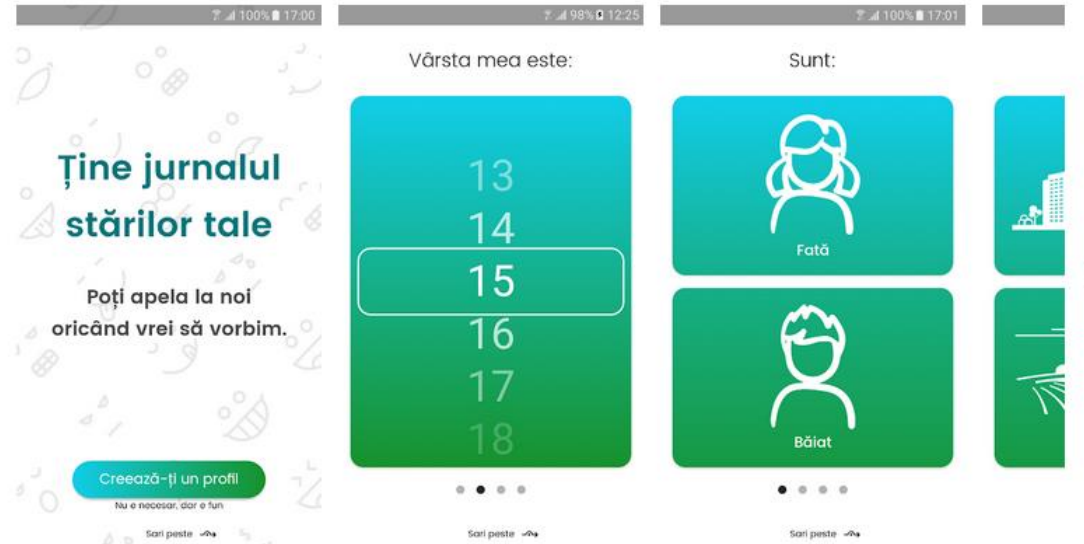 100% 17:00
Ține jurnalul
stărilor tale
Poți apela la noi
oricând vrei să vorbim.
Creează-ți un profil
Nu e necesar, dar e fun
Sari peste
98% 12:25
Vârsta mea este:
13
14
15
16
17
18
Sari peste
100% 17:01
Sunt:
Fată
Băiat
Sari peste